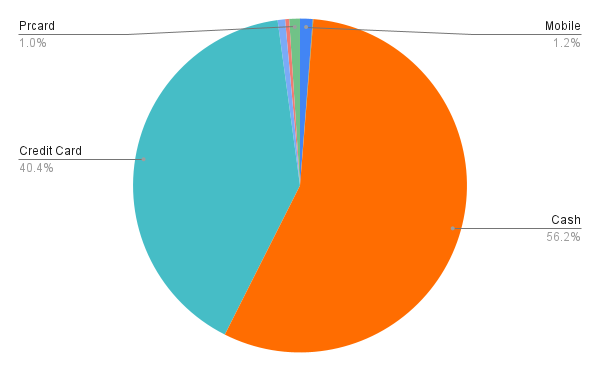 Prcard
1.0%
Mobile
1.2%
Credit Card
40.4%
Cash
56.2%